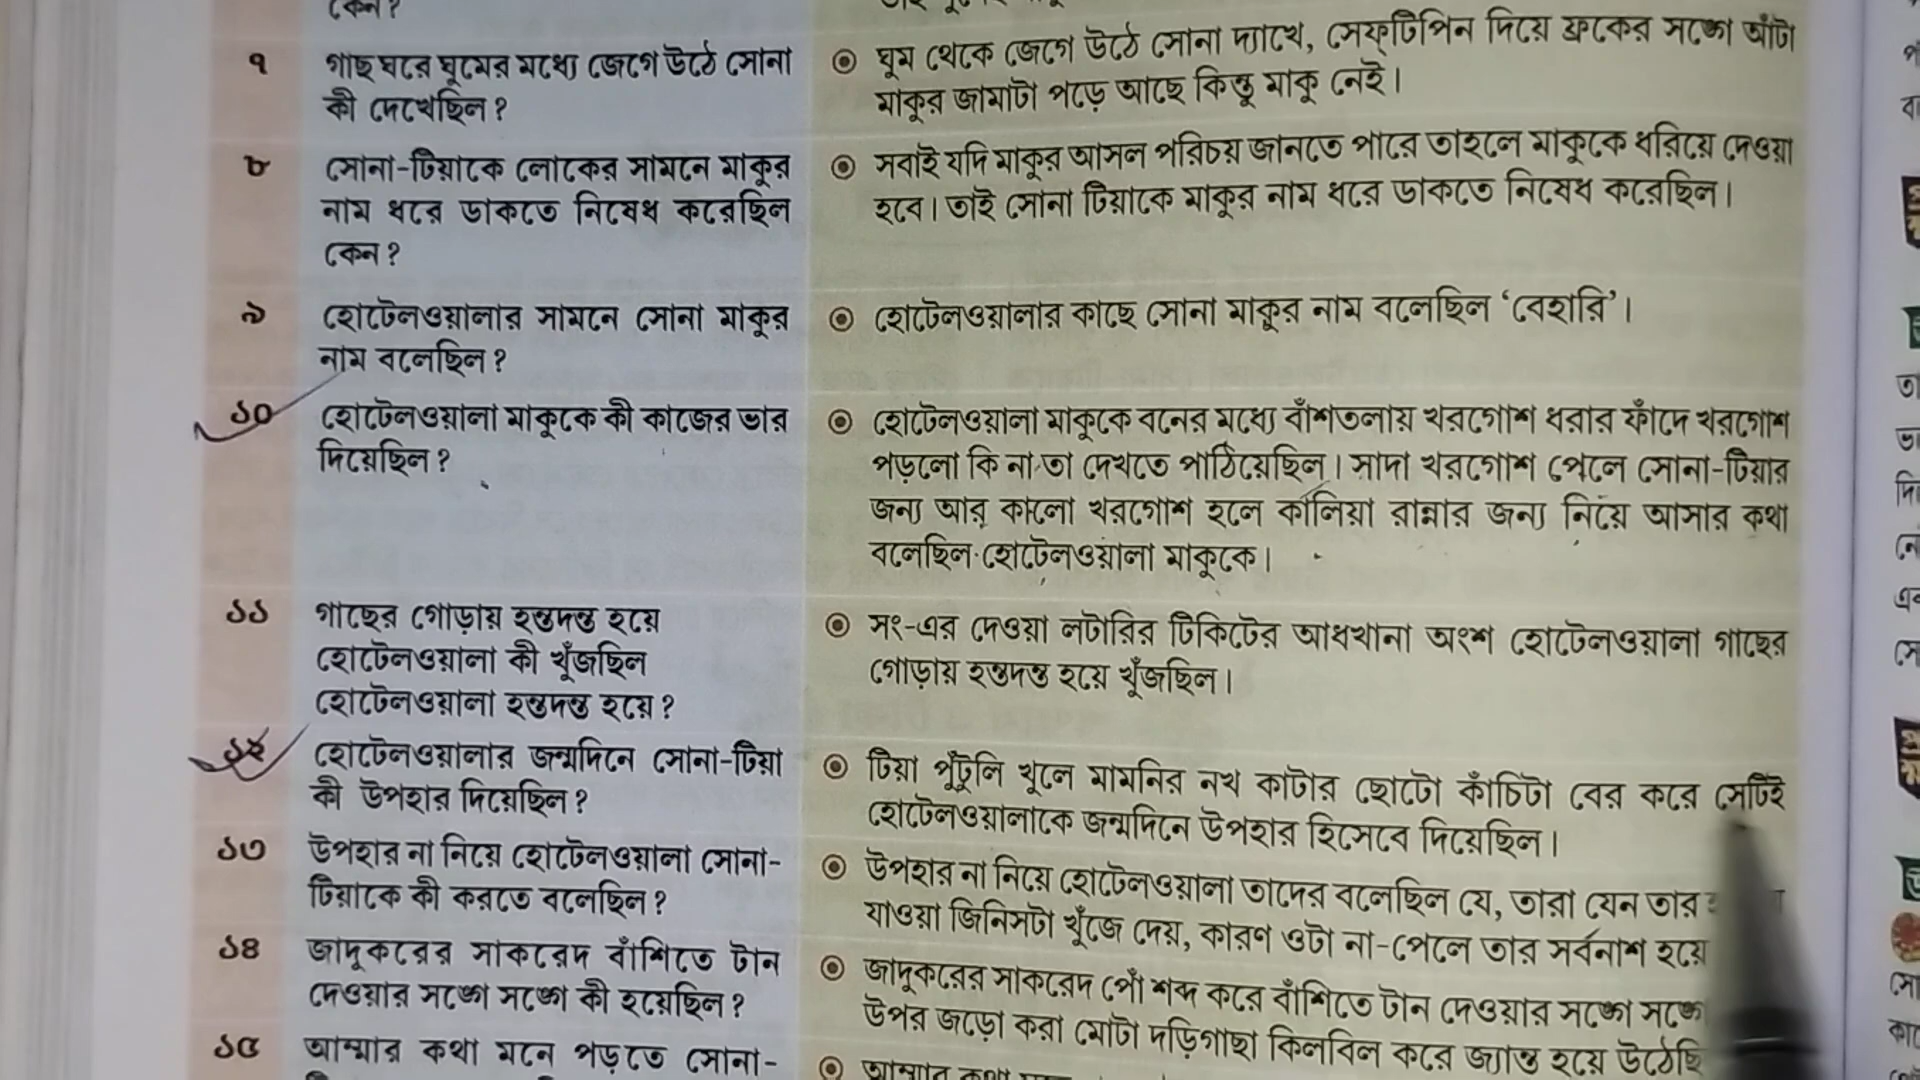 কেন?
৭ গাছ ঘরে ঘুমের মধ্যে জেগে উঠে সোনা
কী দেখেছিল?
ঘুম থেকে জেগে উঠে সোনা দ্যাখে, সেফ্‌টিপিন দিয়ে ফ্রকের সঙ্গে আঁটা
মাকুর জামাটা পড়ে আছে কিন্তু মাকু নেই।
৮ সোনা-টিয়াকে লোকের সামনে মাকুর
নাম ধরে ডাকতে নিষেধ করেছিল
কেন?
সবাই যদি মাকুর আসল পরিচয় জানতে পারে তাহলে মাকুকে ধরিয়ে দেওয়া
হবে। তাই সোনা টিয়াকে মাকুর নাম ধরে ডাকতে নিষেধ করেছিল।
৯ হোটেলওয়ালার সামনে সোনা মাকুর
নাম বলেছিল?
হোটেলওয়ালার কাছে সোনা মাকুর নাম বলেছিল ‘বেহারি’।
১০ হোটেলওয়ালা মাকুকে কী কাজের ভার
দিয়েছিল?
হোটেলওয়ালা মাকুকে বনের মধ্যে বাঁশতলায় খরগোশ ধরার ফাঁদে খরগোশ
পড়লো কি না তা দেখতে পাঠিয়েছিল। সাদা খরগোশ পেলে সোনা-টিয়ার
জন্য আর কালো খরগোশ হলে কালিয়া রান্নার জন্য নিয়ে আসার কথা
বলেছিল হোটেলওয়ালা মাকুকে।
১১ গাছের গোড়ায় হন্তদন্ত হয়ে
হোটেলওয়ালা কী খুঁজছিল
হোটেলওয়ালা হন্তদন্ত হয়ে?
সং-এর দেওয়া লটারির টিকিটের আধখানা অংশ হোটেলওয়ালা গাছের
গোড়ায় হন্তদন্ত হয়ে খুঁজছিল।
১২ হোটেলওয়ালার জন্মদিনে সোনা-টিয়া
কী উপহার দিয়েছিল?
টিয়া পুঁটুলি খুলে মামনির নখ কাটার ছোটো কাঁচিটা বের করে সেটিই
হোটেলওয়ালাকে জন্মদিনে উপহার হিসেবে দিয়েছিল।
১৩ উপহার না নিয়ে হোটেলওয়ালা সোনা-
টিয়াকে কী করতে বলেছিল?
উপহার না নিয়ে হোটেলওয়ালা তাদের বলেছিল যে, তারা যেন তার
যাওয়া জিনিসটা খুঁজে দেয়, কারণ ওটা না-পেলে তার সর্বনাশ হয়ে
১৪ জাদুকরের সাকরেদ বাঁশিতে টান
দেওয়ার সঙ্গে সঙ্গে কী হয়েছিল?
জাদুকরের সাকরেদ পোঁ শব্দ করে বাঁশিতে টান দেওয়ার সঙ্গে সঙ্গে
উপর জড়ো করা মোটা দড়িগাছা কিলবিল করে জ্যান্ত হয়ে
১৫ আম্মার কথা মনে পড়তে সোনা-